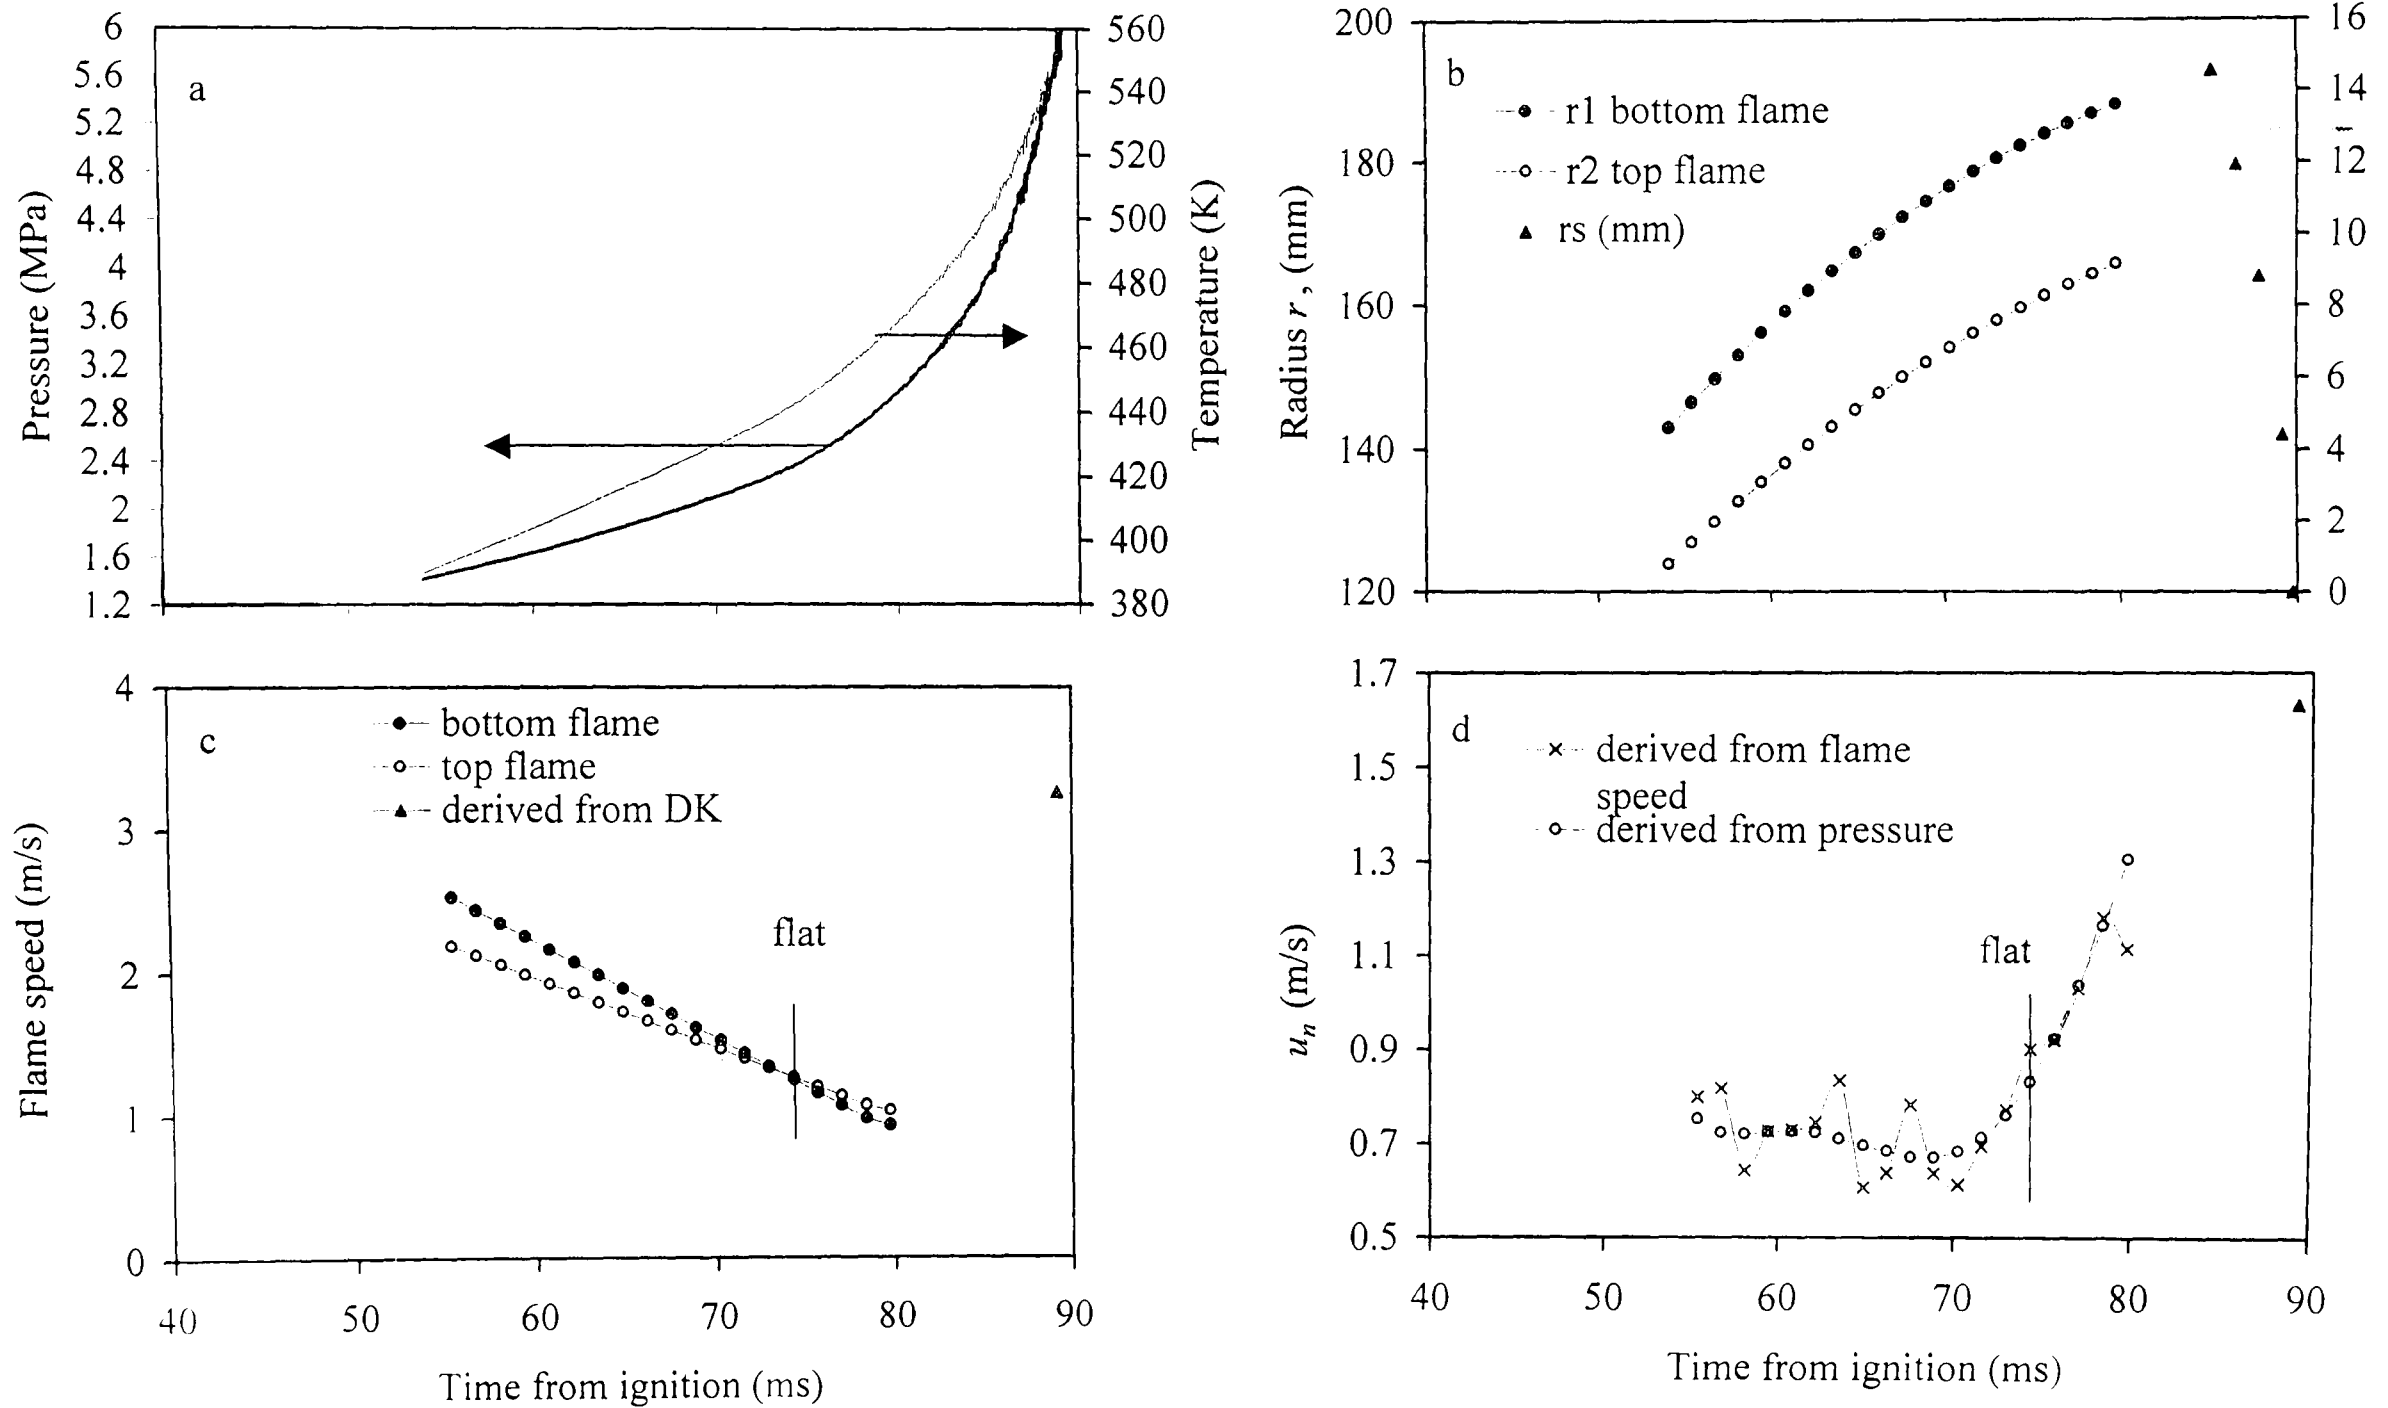 6
5.6
5.2
4.8
4.4
4
3.6
3.2
2.8
2.4
2
1.6
1.2
Pressure (MPa)
a
560
540
520
500
480
460
440
420
400
380
Temperature (K)
200
180
160
140
120
Radius r, (mm)
b
r1 bottom flame
r2 top flame
rs (mm)
16
14
12
10
8
6
4
2
0
4
3
2
1
0
Flame speed (m/s)
c
bottom flame
top flame
derived from DK
flat
40
50
60
70
80
90
Time from ignition (ms)
1.7
1.5
1.3
1.1
0.9
0.7
0.5
un (m/s)
d
derived from flame
speed
derived from pressure
flat
40
50
60
70
80
90
Time from ignition (ms)